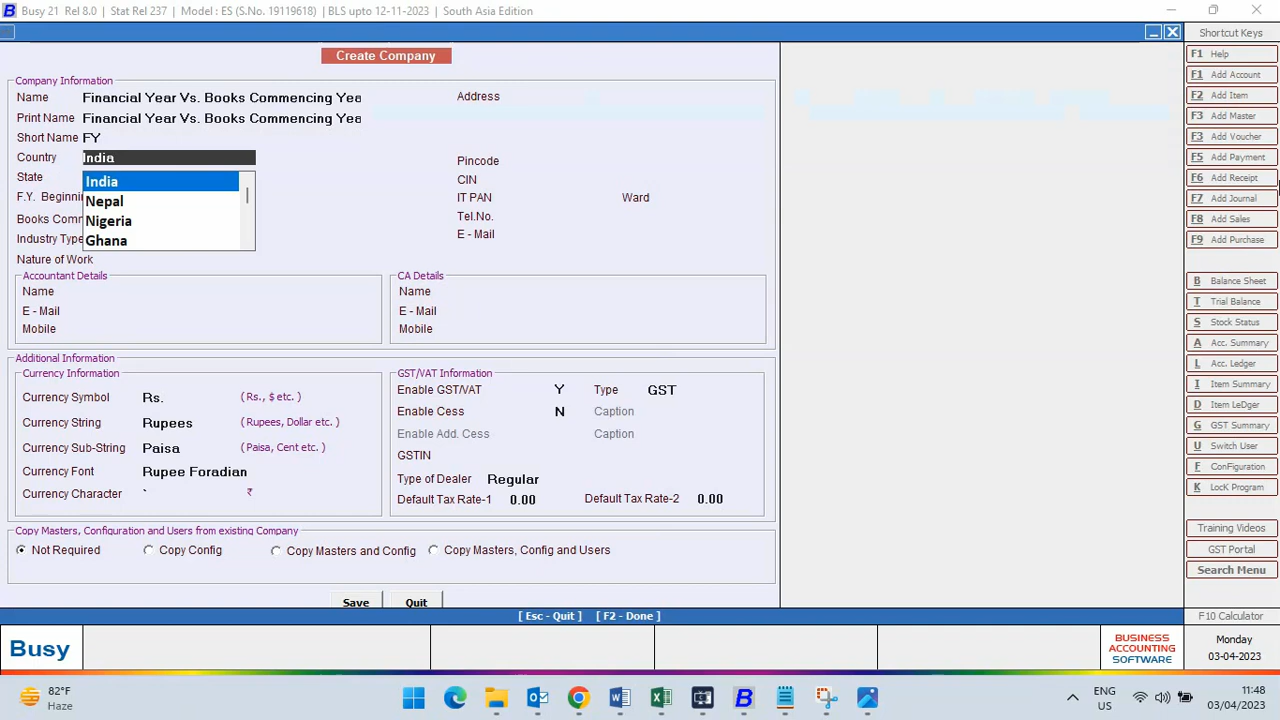 Busy 21 Rel 8.0 | Stat Rel 237 | Model : ES (S.No. 19119618) | BLS upto 12-11-2023 | South Asia Edition
Shortcut Keys
Create Company
F1 Help
F1 Add Account
F2 Add Item
F3 Add Master
F3 Add Voucher
F5 Add Payment
F6 Add Receipt
F7 Add Journal
F8 Add Sales
F9 Add Purchase
B Balance Sheet
T Trial Balance
S Stock Status
A Acc. Summary
L Acc. Ledger
I Item Summary
D Item LeDger
G GST Summary
U Switch User
F ConFiguration
K LocK Program
Training Videos
GST Portal
Search Menu
F10 Calculator
Company Information
Name Financial Year Vs. Books Commencing Yea
Print Name Financial Year Vs. Books Commencing Yea
Short Name FY
Country India
State
India
Nepal
Nigeria
Ghana
F.Y. Beginni
Books Comm
Industry Type
Nature of Work
Address
Pincode
CIN
IT PAN Ward
Tel.No.
E - Mail
Accountant Details
Name
E - Mail
Mobile
CA Details
Name
E - Mail
Mobile
Additional Information
Currency Information
Currency Symbol Rs. ( Rs., $ etc. )
Currency String Rupees ( Rupees, Dollar etc. )
Currency Sub-String Paisa ( Paisa, Cent etc. )
Currency Font Rupee Foradian
Currency Character ` ₹
GST/VAT Information
Enable GST/VAT Y Type GST
Enable Cess N Caption
Enable Add. Cess Caption
GSTIN
Type of Dealer Regular
Default Tax Rate-1 0.00 Default Tax Rate-2 0.00
Copy Masters, Configuration and Users from existing Company
Not Required Copy Config Copy Masters and Config Copy Masters, Config and Users
Save Quit
[ Esc - Quit ] [ F2 - Done ]
Busy
BUSINESS
ACCOUNTING
SOFTWARE
Monday
03-04-2023
82°F
Haze
ENG
US
11:48
03/04/2023